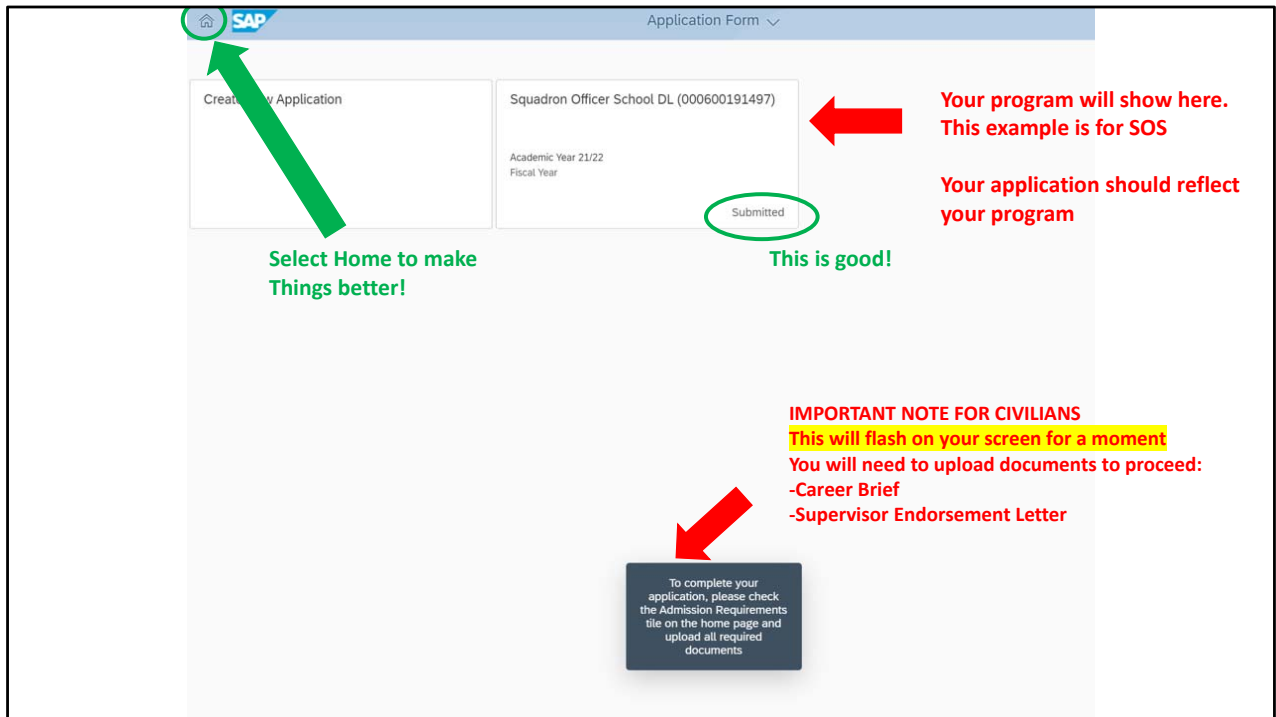 SAP
Application Form
Create New Application
Squadron Officer School DL (000600191497)
Academic Year 21/22
Fiscal Year
Submitted
Your program will show here.
This example is for SOS
Your application should reflect
your program
Select Home to make
Things better!
This is good!
IMPORTANT NOTE FOR CIVILIANS
This will flash on your screen for a moment
You will need to upload documents to proceed:
-Career Brief
-Supervisor Endorsement Letter
To complete your
application, please check
the Admission Requirements
tile on the home page and
upload all required
documents